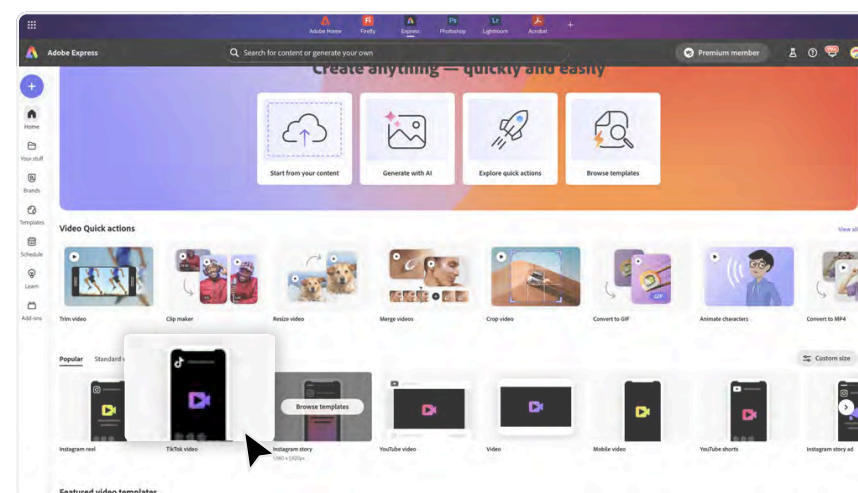 Adobe Home
Firefly
Express
Photoshop
Lightroom
Acrobat
+
Adobe Express
Search for content or generate your own
Premium member
Create anything — quickly and easily
Start from your content
Generate with AI
Explore quick actions
Browse templates
Home
Your stuff
Brands
Templates
Schedule
Learn
Add-ons
Video Quick actions
View all
Trim video
Clip maker
Resize video
Merge videos
Crop video
Convert to GIF
Animate characters
Convert to MP4
GIF
Popular
Standard
Custom size
Browse templates
Instagram reel
TikTok video
Instagram story
YouTube video
Video
Mobile video
YouTube shorts
Instagram story ad
Featured video templates